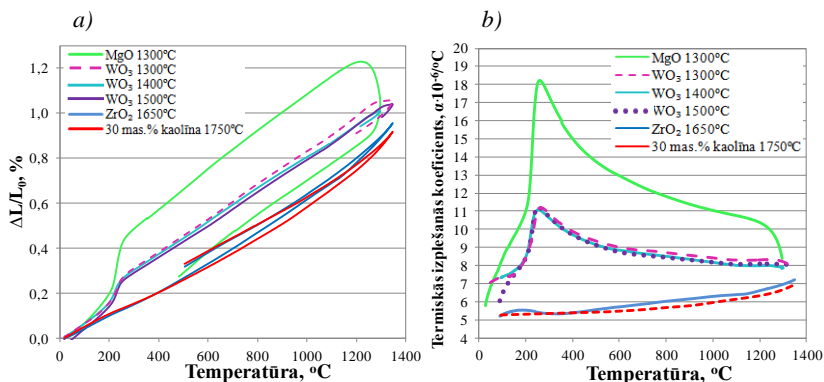 a)
ΔL/L₀, %
1,2
1,0
0,8
0,6
0,4
0,2
0,0
MgO 1300ºC
WO₃ 1300ºC
WO₃ 1400ºC
WO₃ 1500ºC
ZrO₂ 1650ºC
30 mas.% kaolīna 1750ºC
0 200 400 600 800 1000 1200 1400
Temperatūra, ºC
b)
Termiskās izplešanās koeficients, α·10⁻⁶/ºC
20
19
18
17
16
15
14
13
12
11
10
9
8
7
6
5
4
MgO 1300ºC
WO₃ 1300ºC
WO₃ 1400ºC
WO₃ 1500ºC
ZrO₂ 1650ºC
30 mas.% kaolīna 1750ºC
0 200 400 600 800 1000 1200 1400
Temperatūra, ºC